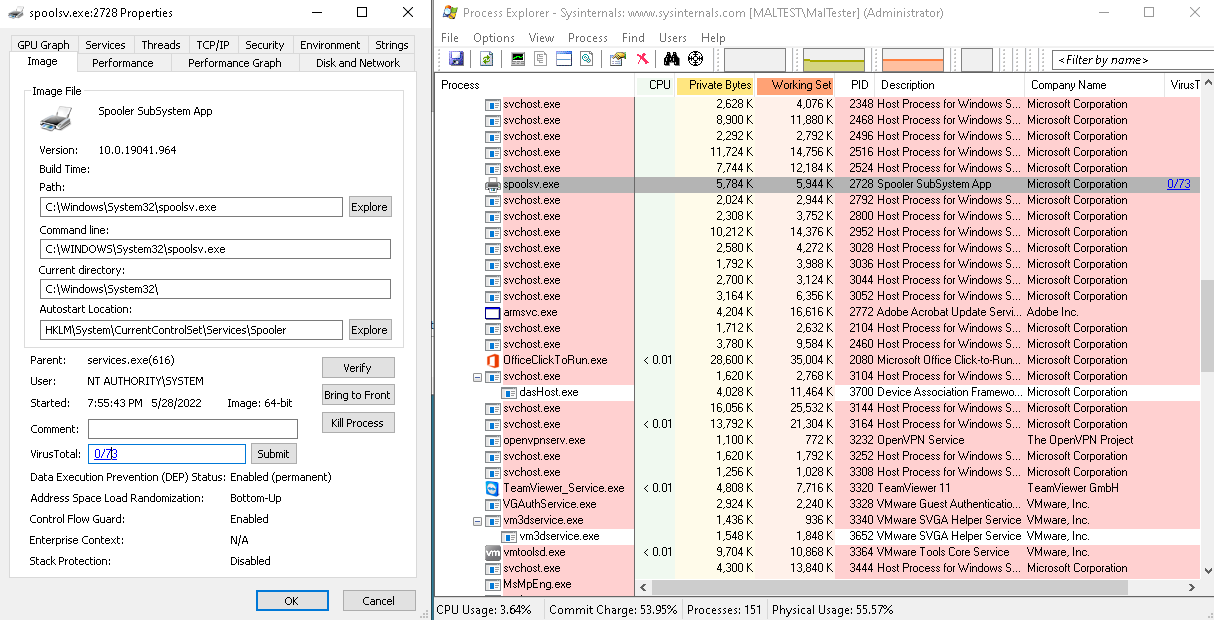 spoolsv.exe:2728 Properties
GPU Graph Services Threads TCP/IP Security Environment Strings
Image Performance Performance Graph Disk and Network
Image File
Spooler SubSystem App
Version: 10.0.19041.964
Build Time:
Path:
C:\Windows\System32\spoolsv.exe Explore
Command line:
C:\WINDOWS\System32\spoolsv.exe
Current directory:
C:\Windows\System32\
Autostart Location:
HKLM\System\CurrentControlSet\Services\Spooler Explore
Parent: services.exe(616) Verify
User: NT AUTHORITY\SYSTEM
Bring to Front
Started: 7:55:43 PM 5/28/2022 Image: 64-bit
Kill Process
Comment:
VirusTotal: 0/73 Submit
Data Execution Prevention (DEP) Status: Enabled (permanent)
Address Space Load Randomization: Bottom-Up
Control Flow Guard: Enabled
Enterprise Context: N/A
Stack Protection: Disabled
OK Cancel
Process Explorer - Sysinternals: www.sysinternals.com [MALTEST\MalTester] (Administrator)
File Options View Process Find Users Help
<Filter by name>
Process CPU Private Bytes Working Set PID Description Company Name VirusT
svchost.exe 2,628 K 4,076 K 2348 Host Process for Windows S... Microsoft Corporation
svchost.exe 8,900 K 11,880 K 2468 Host Process for Windows S... Microsoft Corporation
svchost.exe 2,292 K 2,792 K 2496 Host Process for Windows S... Microsoft Corporation
svchost.exe 11,724 K 14,756 K 2516 Host Process for Windows S... Microsoft Corporation
svchost.exe 7,744 K 12,184 K 2524 Host Process for Windows S... Microsoft Corporation
spoolsv.exe 5,784 K 5,944 K 2728 Spooler SubSystem App Microsoft Corporation 0/73
svchost.exe 2,024 K 2,944 K 2792 Host Process for Windows S... Microsoft Corporation
svchost.exe 2,308 K 3,752 K 2800 Host Process for Windows S... Microsoft Corporation
svchost.exe 10,212 K 14,376 K 2952 Host Process for Windows S... Microsoft Corporation
svchost.exe 2,580 K 4,272 K 3028 Host Process for Windows S... Microsoft Corporation
svchost.exe 1,792 K 3,988 K 3036 Host Process for Windows S... Microsoft Corporation
svchost.exe 2,700 K 3,124 K 3044 Host Process for Windows S... Microsoft Corporation
svchost.exe 3,164 K 6,356 K 3052 Host Process for Windows S... Microsoft Corporation
armsvc.exe 4,204 K 16,616 K 2772 Adobe Acrobat Update Servi... Adobe Inc.
svchost.exe 1,712 K 2,632 K 2104 Host Process for Windows S... Microsoft Corporation
svchost.exe 3,780 K 9,584 K 2460 Host Process for Windows S... Microsoft Corporation
OfficeClickToRun.exe < 0.01 28,600 K 35,004 K 2080 Microsoft Office Click-to-Run... Microsoft Corporation
svchost.exe 1,620 K 2,768 K 3104 Host Process for Windows S... Microsoft Corporation
dasHost.exe 4,028 K 11,464 K 3700 Device Association Framewo... Microsoft Corporation
svchost.exe 16,056 K 25,532 K 3144 Host Process for Windows S... Microsoft Corporation
svchost.exe < 0.01 13,792 K 21,304 K 3164 Host Process for Windows S... Microsoft Corporation
openvpnserv.exe 1,100 K 772 K 3232 OpenVPN Service The OpenVPN Project
svchost.exe 1,620 K 1,792 K 3252 Host Process for Windows S... Microsoft Corporation
svchost.exe 1,256 K 1,028 K 3308 Host Process for Windows S... Microsoft Corporation
TeamViewer_Service.exe < 0.01 4,808 K 7,716 K 3320 TeamViewer 11 TeamViewer GmbH
VGAuthService.exe 2,924 K 2,240 K 3328 VMware Guest Authenticatio... VMware, Inc.
vm3dservice.exe 1,436 K 936 K 3340 VMware SVGA Helper Service VMware, Inc.
vm3dservice.exe 1,548 K 1,848 K 3652 VMware SVGA Helper Service VMware, Inc.
vm vmtoolsd.exe < 0.01 9,704 K 10,868 K 3364 VMware Tools Core Service VMware, Inc.
svchost.exe 4,300 K 13,840 K 3444 Host Process for Windows S... Microsoft Corporation
MsMpEng.exe
CPU Usage: 3.64% Commit Charge: 53.95% Processes: 151 Physical Usage: 55.57%